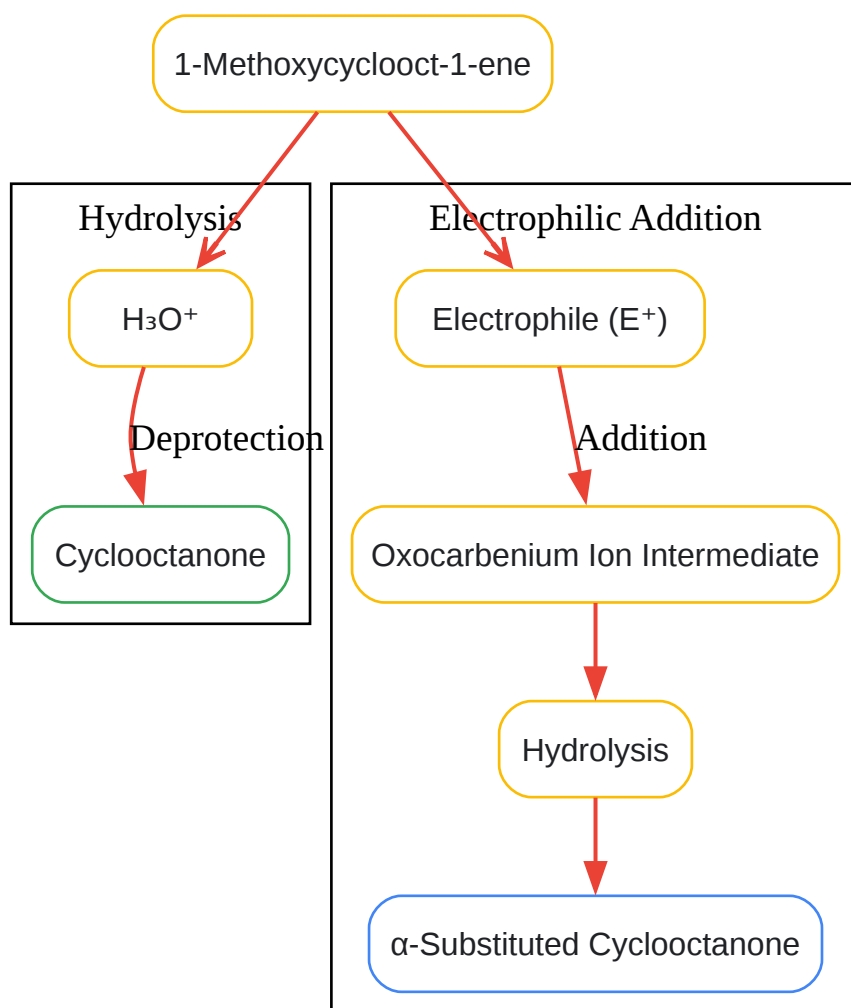 1-Methoxycyclooct-1-ene
Hydrolysis
Electrophilic Addition
H₃O⁺
Electrophile (E⁺)
Deprotection
Addition
Cyclooctanone
Oxocarbenium Ion Intermediate
Hydrolysis
α-Substituted Cyclooctanone